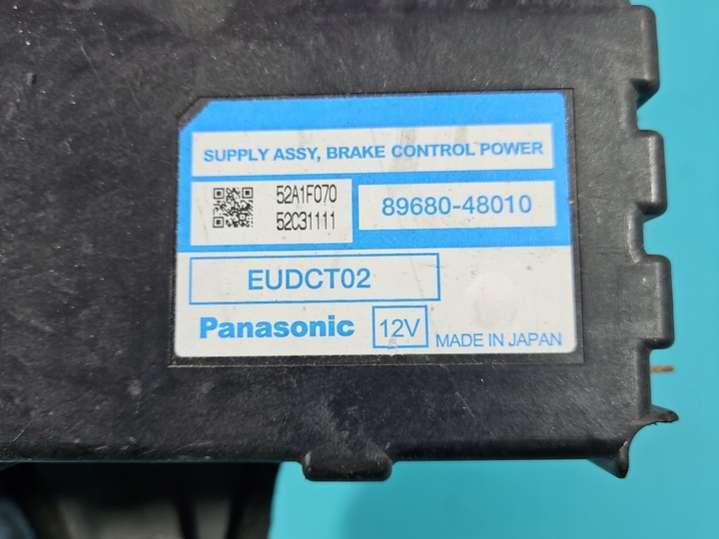 SUPPLY ASSY, BRAKE CONTROL POWER
52A1F070
52C31111
89680-48010
EUDCT02
Panasonic 12V MADE IN JAPAN